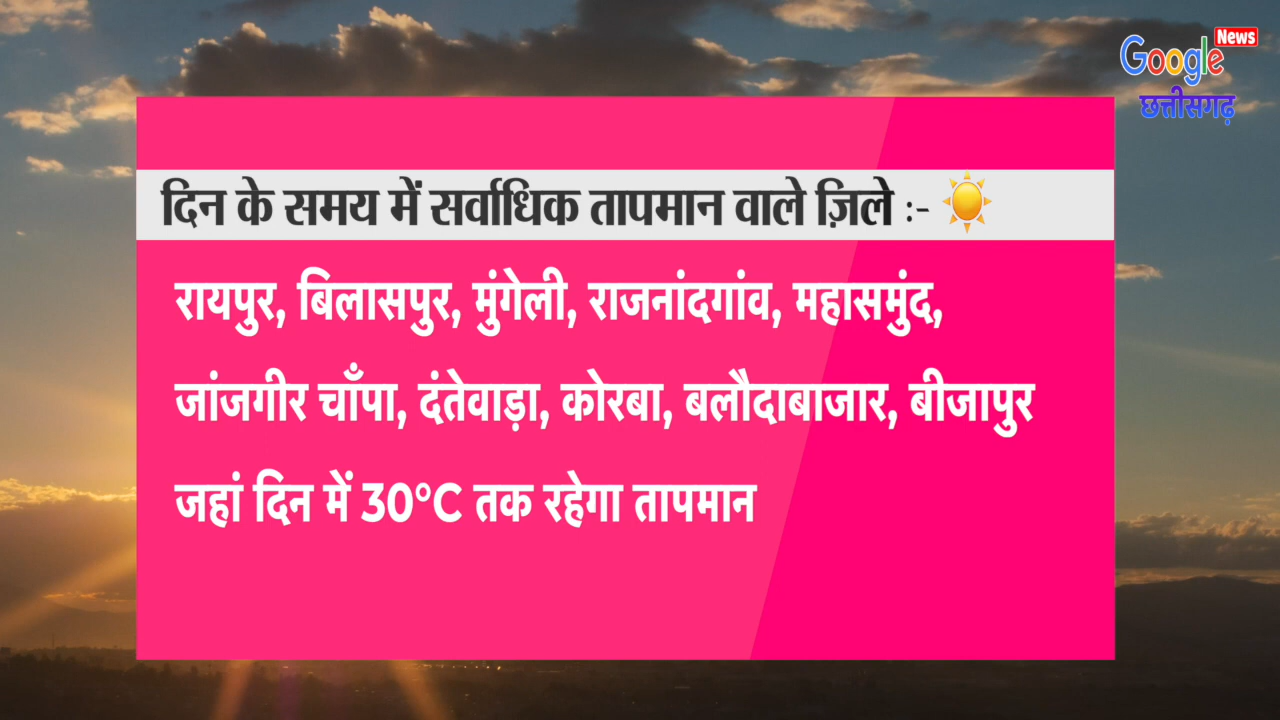 Google News
छत्तीसगढ़
दिन के समय में सर्वाधिक तापमान वाले ज़िले :-
रायपुर, बिलासपुर, मुंगेली, राजनांदगांव, महासमुंद,
जांजगीर चाँपा, दंतेवाड़ा, कोरबा, बलौदाबाजार, बीजापुर
जहां दिन में 30°C तक रहेगा तापमान